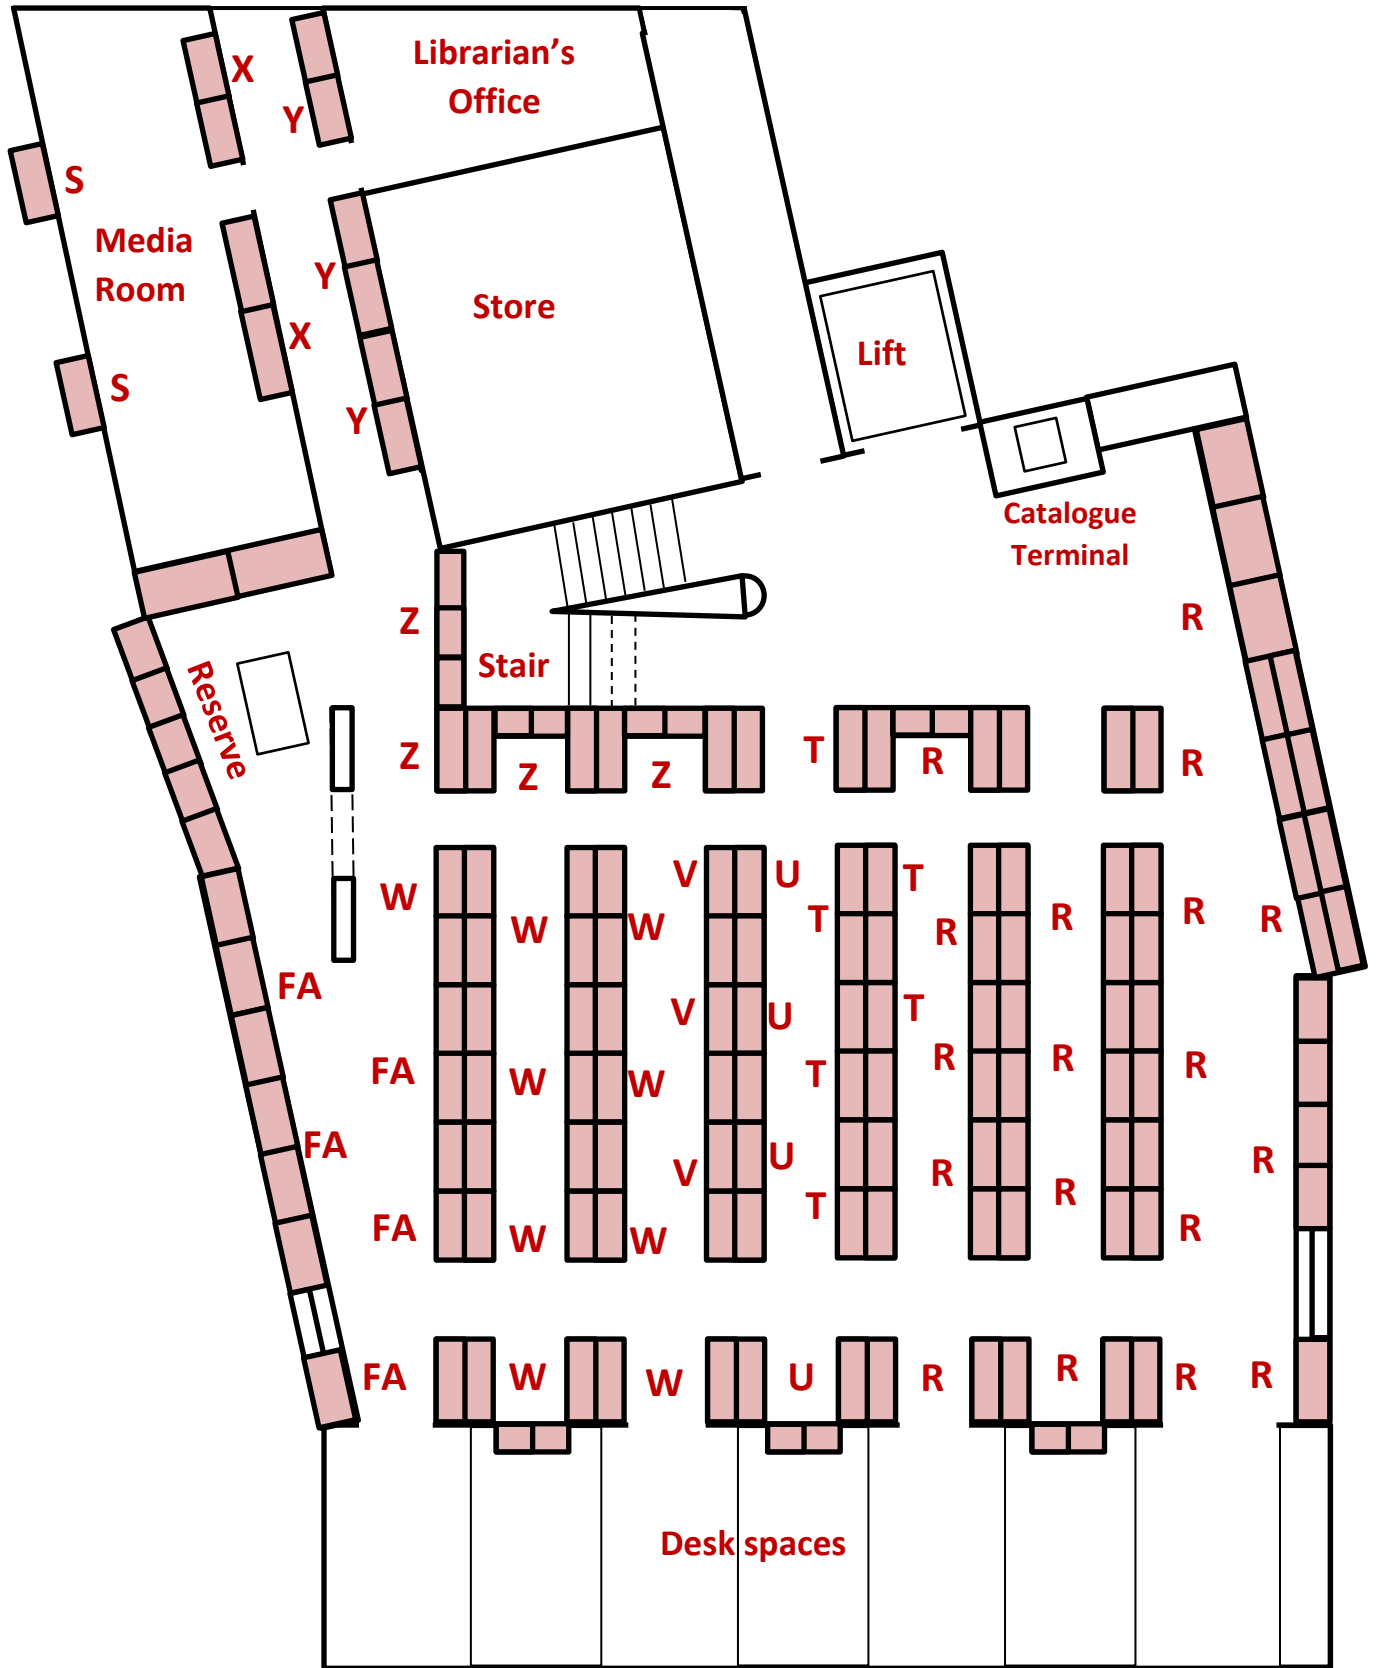 Librarian's
Office
X
Y
S
Media
Room
Y
Store
X
Lift
S
Y
Catalogue
Terminal
Z
R
Stair
Reserve
Z
Z
Z
T
R
R
W
V
U
T
T
W
W
R
R
R
R
FA
V
U
T
FA
W
W
T
R
R
R
FA
V
U
R
R
R
T
FA
W
W
R
FA
W
W
U
R
R
R
R
Desk spaces